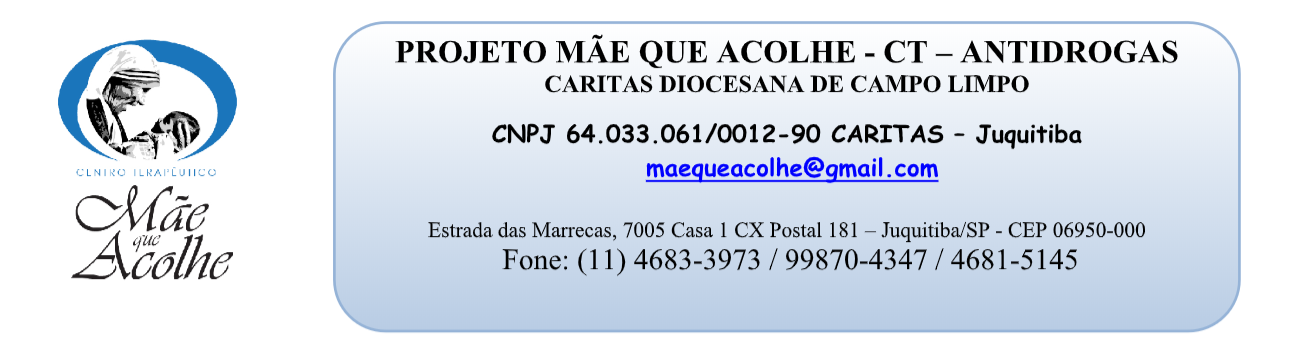 CENTRO TERAPÊUTICO
Mãe
que
Acolhe
PROJETO MÃE QUE ACOLHE - CT – ANTIDROGAS
CARITAS DIOCESANA DE CAMPO LIMPO
CNPJ 64.033.061/0012-90 CARITAS – Juquitiba
maequeacolhe@gmail.com
Estrada das Marrecas, 7005 Casa 1 CX Postal 181 – Juquitiba/SP - CEP 06950-000
Fone: (11) 4683-3973 / 99870-4347 / 4681-5145